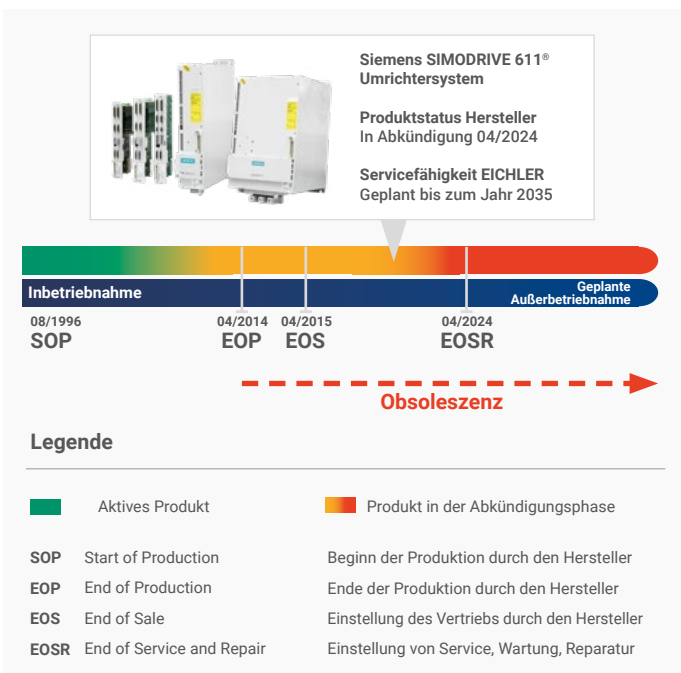 Siemens SIMODRIVE 611®
Umrichtersystem
Produktstatus Hersteller
In Abkündigung 04/2024
Servicefähigkeit EICHLER
Geplant bis zum Jahr 2035
Inbetriebnahme
Geplante
Außerbetriebnahme
08/1996
SOP
04/2014
EOP
04/2015
EOS
04/2024
EOSR
Obsoleszenz
Legende
Aktives Produkt
Produkt in der Abkündigungsphase
SOP Start of Production Beginn der Produktion durch den Hersteller
EOP End of Production Ende der Produktion durch den Hersteller
EOS End of Sale Einstellung des Vertriebs durch den Hersteller
EOSR End of Service and Repair Einstellung von Service, Wartung, Reparatur